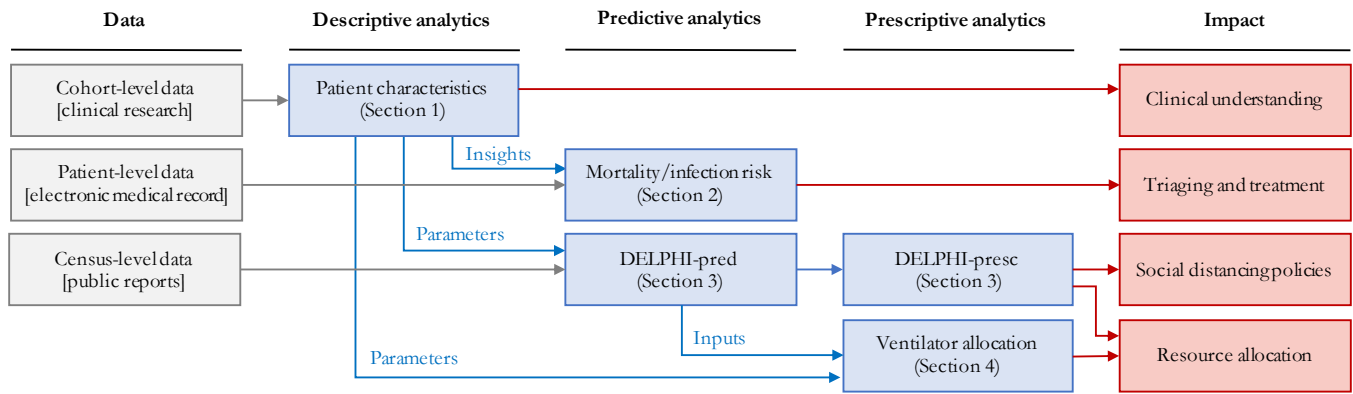 Data
Descriptive analytics
Predictive analytics
Prescriptive analytics
Impact
Cohort-level data
[clinical research]
Patient characteristics
(Section 1)
Clinical understanding
Insights
Patient-level data
[electronic medical record]
Mortality/infection risk
(Section 2)
Triaging and treatment
Parameters
Census-level data
[public reports]
DELPHI-pred
(Section 3)
DELPHI-presc
(Section 3)
Social distancing policies
Inputs
Parameters
Ventilator allocation
(Section 4)
Resource allocation